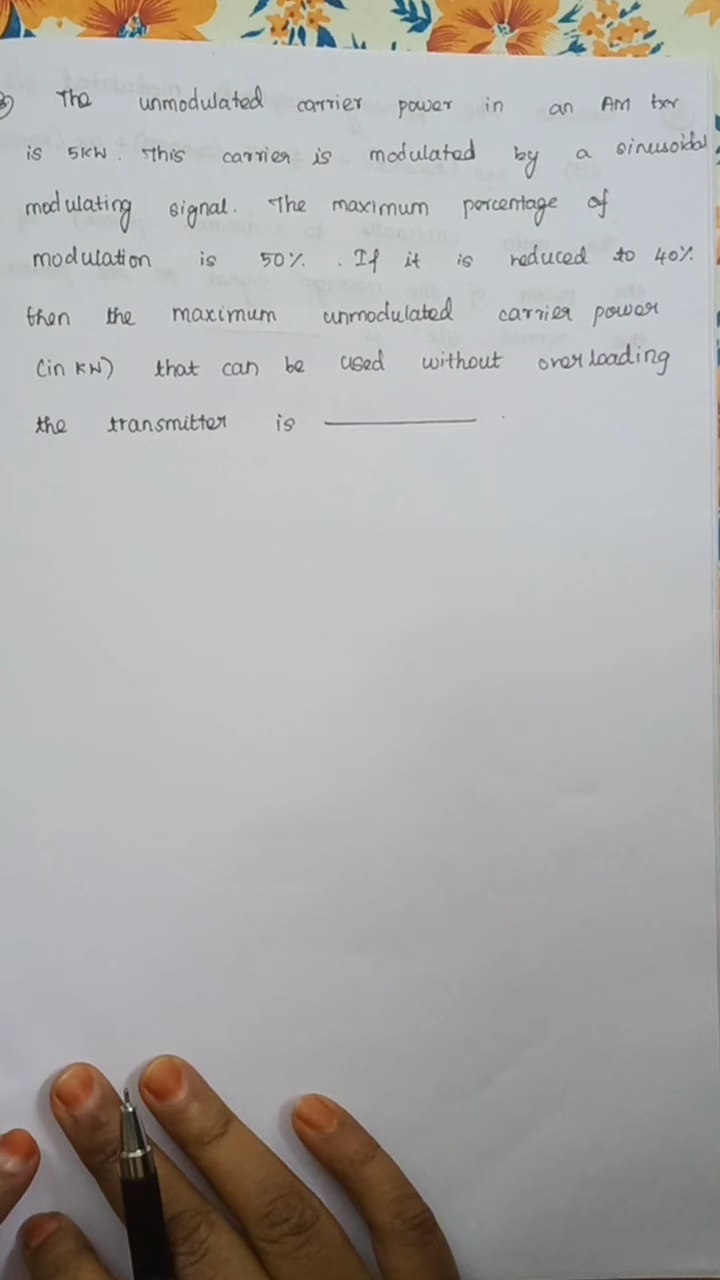 The unmodulated carrier power in an AM txr
is 5KW. This carrier is modulated by a sinusoidal
modulating signal. The maximum percentage of
modulation is 50%. If it is reduced to 40%
then the maximum unmodulated carrier power
(in KW) that can be used without overloading
the transmitter is ________.